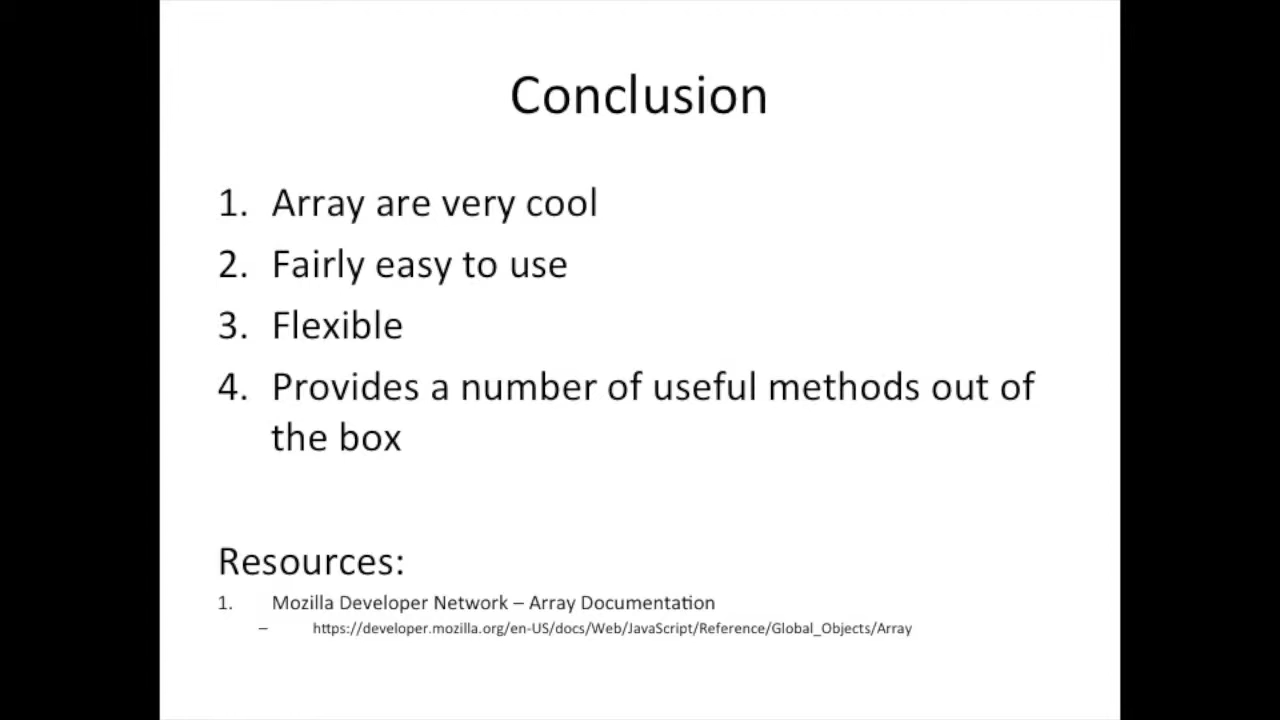 Conclusion
1. Array are very cool
2. Fairly easy to use
3. Flexible
4. Provides a number of useful methods out of
the box
Resources:
1. Mozilla Developer Network – Array Documentation
– https://developer.mozilla.org/en-US/docs/Web/JavaScript/Reference/Global_Objects/Array